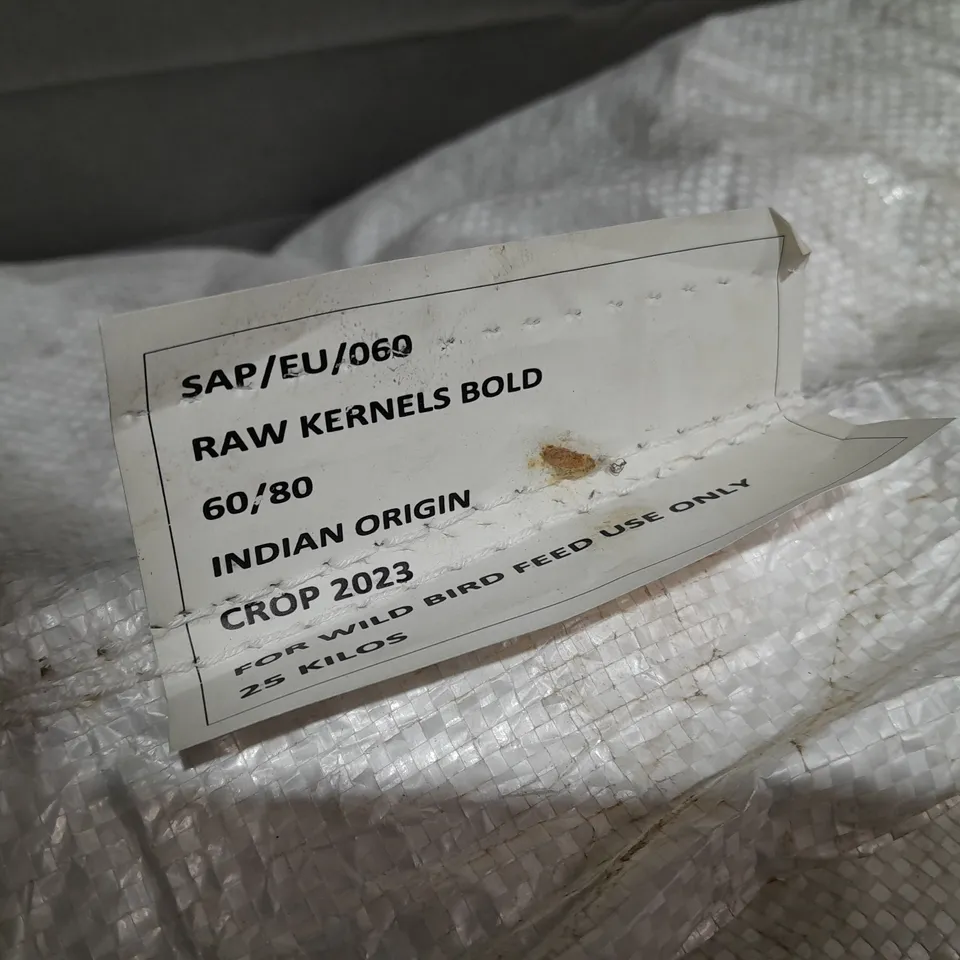 SAP/EU/060
RAW KERNELS BOLD
60/80
INDIAN ORIGIN
CROP 2023
FOR WILD BIRD FEED USE ONLY
25 KILOS